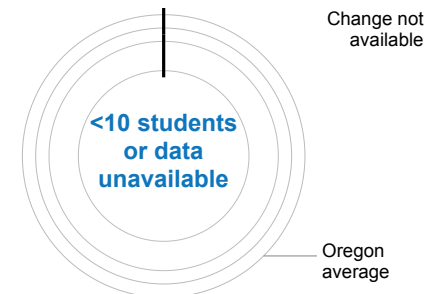 Change not
available
<10 students
or data
unavailable
Oregon
average